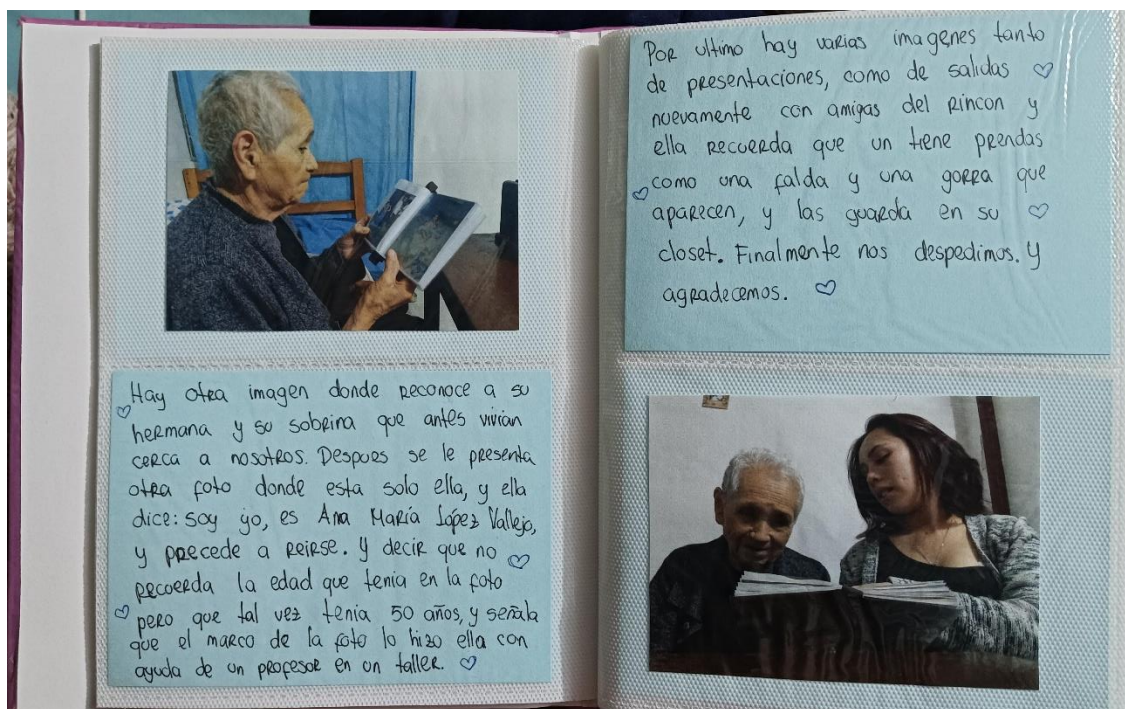 Hay otra imagen donde reconoce a su
hermana y su sobrina que antes vivian
cerca a nosotros. Despues se le presenta
otra foto donde esta solo ella, y ella
dice: soy yo, es Ana María López Vallejo,
y precede a reirse. Y decir que no
recuerda la edad que tenia en la foto
pero que tal vez tenia 50 años, y señala
que el marco de la foto lo hizo ella con
ayuda de un profesor en un taller.
Por ultimo hay varias imagenes tanto
de presentaciones, como de salidas
nuevamente con amigas del rincon y
ella recuerda que un tiene prendas
como una falda y una gorra que
aparecen, y las guarda en su
closet. Finalmente nos despedimos. y
agradecemos.